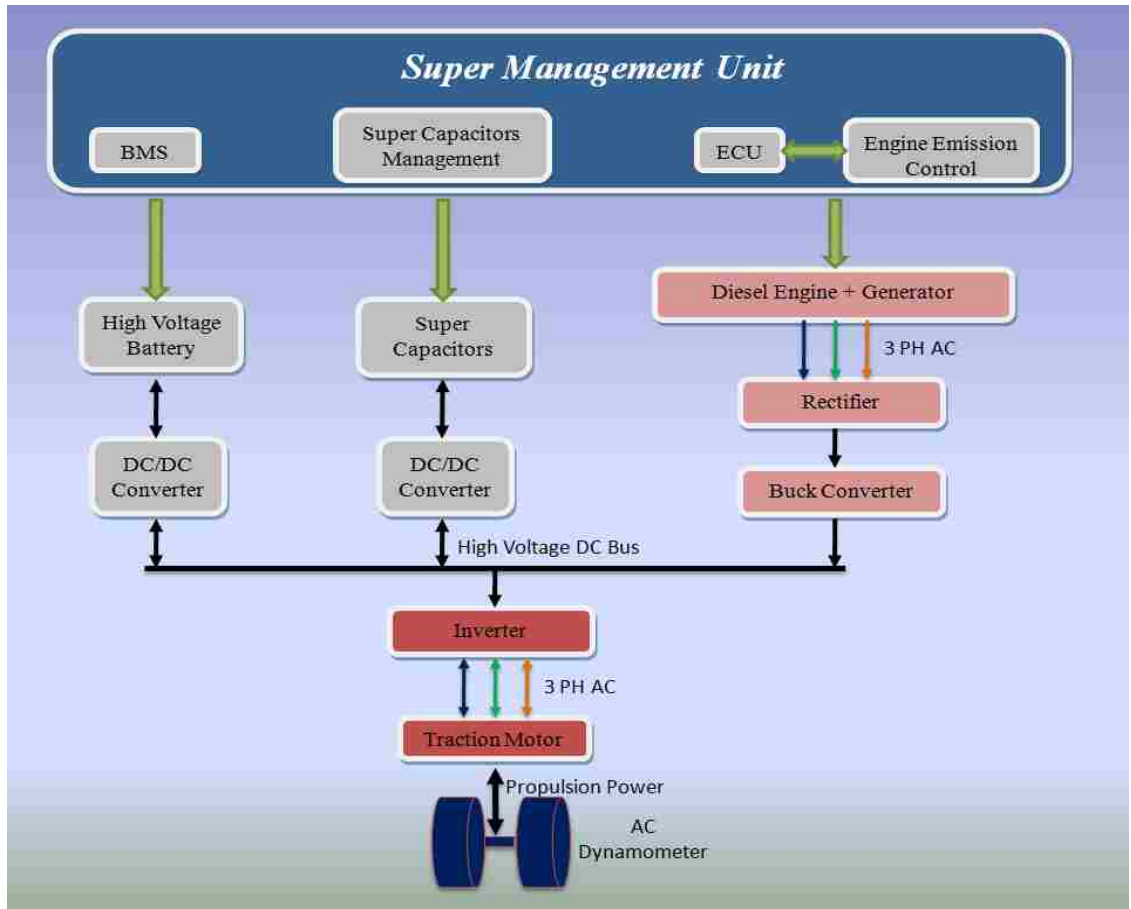 Super Management Unit
BMS
Super Capacitors
Management
ECU
Engine Emission
Control
High Voltage
Battery
Super
Capacitors
Diesel Engine + Generator
3 PH AC
Rectifier
DC/DC
Converter
DC/DC
Converter
Buck Converter
High Voltage DC Bus
Inverter
3 PH AC
Traction Motor
Propulsion Power
AC
Dynamometer